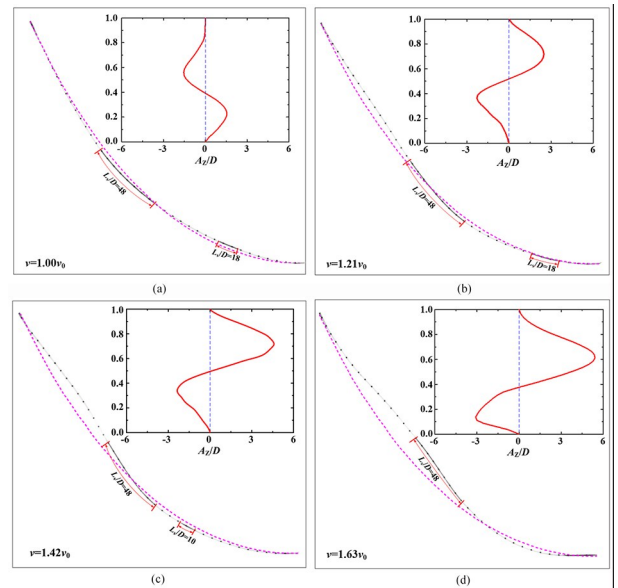 1.0
0.8
0.6
0.4
0.2
0.0
-6 -3 0 3 6
A_Z/D
L_s/D=48
L_s/D=18
v=1.00v₀
(a)
1.0
0.8
0.6
0.4
0.2
0.0
-6 -3 0 3 6
A_Z/D
L_s/D=48
L_s/D=18
v=1.21v₀
(b)
1.0
0.8
0.6
0.4
0.2
0.0
-6 -3 0 3 6
A_Z/D
L_s/D=48
L_s/D=10
v=1.42v₀
(c)
1.0
0.8
0.6
0.4
0.2
0.0
-6 -3 0 3 6
A_Z/D
L_s/D=48
v=1.63v₀
(d)